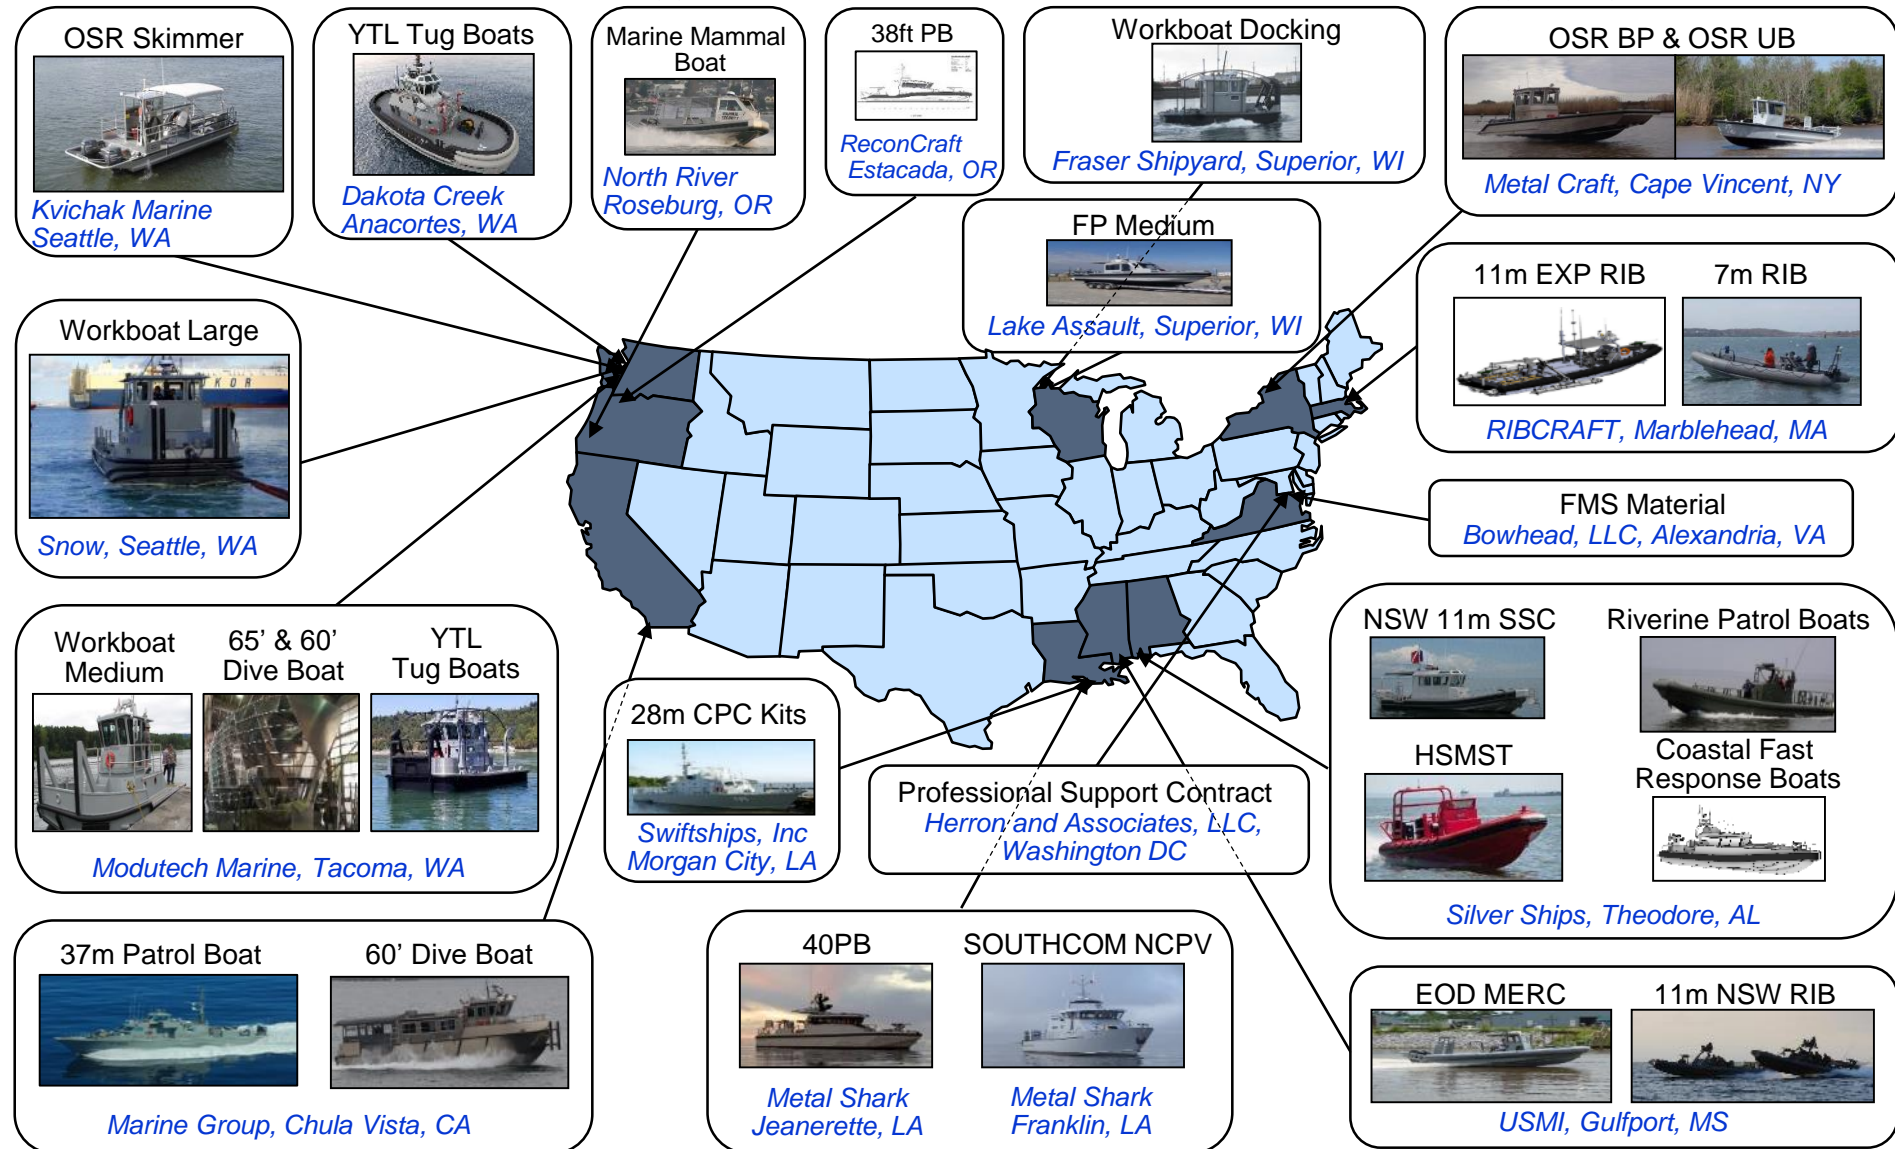 OSR Skimmer
Kvichak Marine
Seattle, WA
YTL Tug Boats
Dakota Creek
Anacortes, WA
Marine Mammal
Boat
North River
Roseburg, OR
38ft PB
ReconCraft
Estacada, OR
Workboat Docking
Fraser Shipyard, Superior, WI
OSR BP & OSR UB
Metal Craft, Cape Vincent, NY
FP Medium
Lake Assault, Superior, WI
11m EXP RIB
7m RIB
RIBCRAFT, Marblehead, MA
Workboat Large
KOR
Snow, Seattle, WA
FMS Material
Bowhead, LLC, Alexandria, VA
Workboat
Medium
65’ & 60’
Dive Boat
YTL
Tug Boats
Modutech Marine, Tacoma, WA
28m CPC Kits
Swiftships, Inc
Morgan City, LA
Professional Support Contract
Herron and Associates, LLC,
Washington DC
NSW 11m SSC
Riverine Patrol Boats
HSMST
Coastal Fast
Response Boats
Silver Ships, Theodore, AL
37m Patrol Boat
60’ Dive Boat
Marine Group, Chula Vista, CA
40PB
SOUTHCOM NCPV
Metal Shark
Jeanerette, LA
Metal Shark
Franklin, LA
EOD MERC
11m NSW RIB
USMI, Gulfport, MS